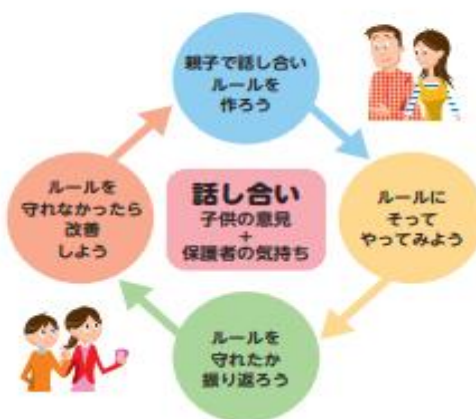 親子で話し合い
ルールを
作ろう
ルールに
そって
やってみよう
ルールを
守れたか
振り返ろう
ルールを
守れなかったら
改善
しよう
話し合い
子供の意見
+
保護者の気持ち